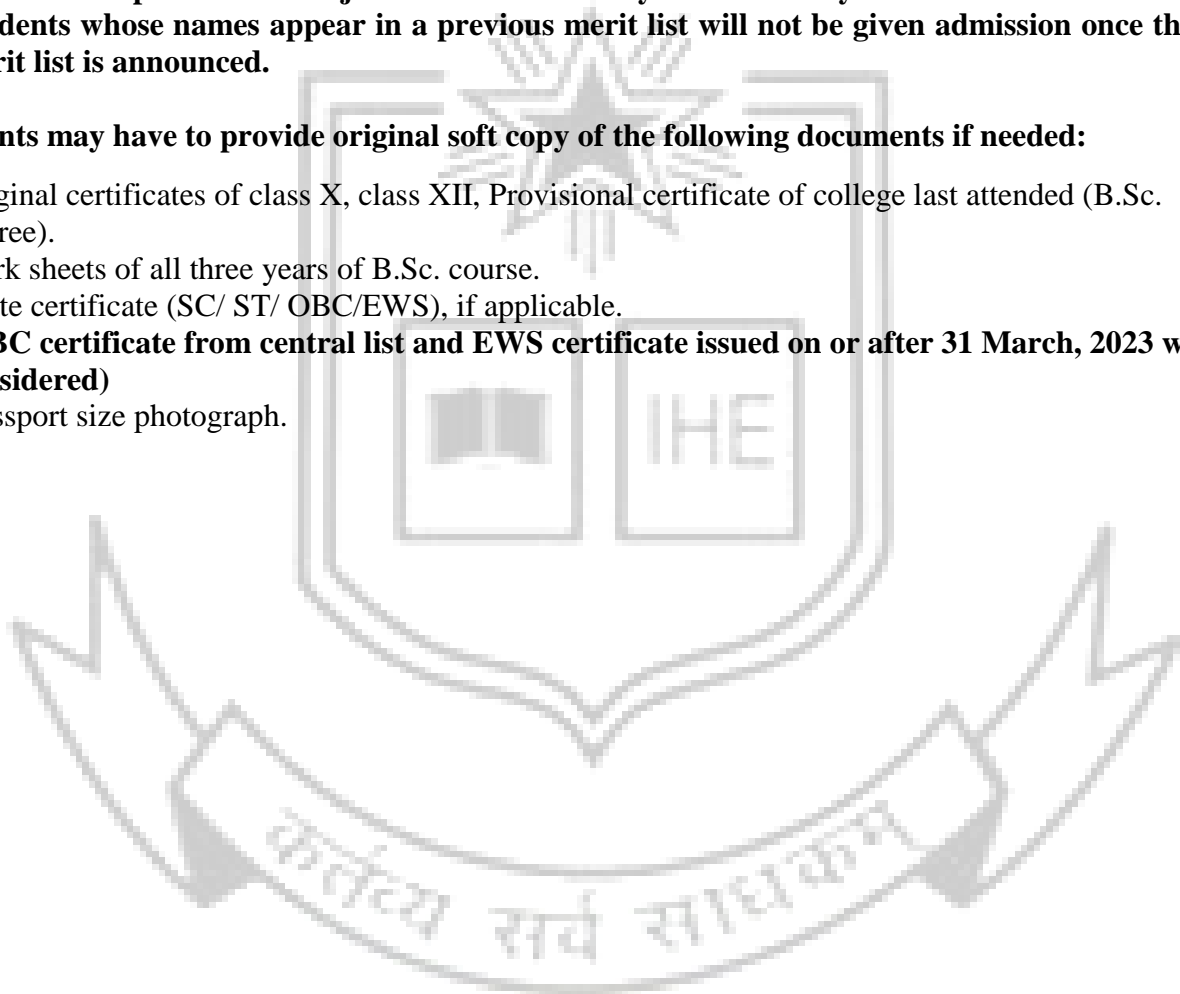 dents whose names appear in a previous merit list will not be given admission once th
rit list is announced.
nts may have to provide original soft copy of the following documents if needed:
ginal certificates of class X, class XII, Provisional certificate of college last attended (B.Sc.
ree).
rk sheets of all three years of B.Sc. course.
te certificate (SC/ ST/ OBC/EWS), if applicable.
BC certificate from central list and EWS certificate issued on or after 31 March, 2023 w
sidered)
ssport size photograph.
IHE
कर्तव्य सर्व साधकम्